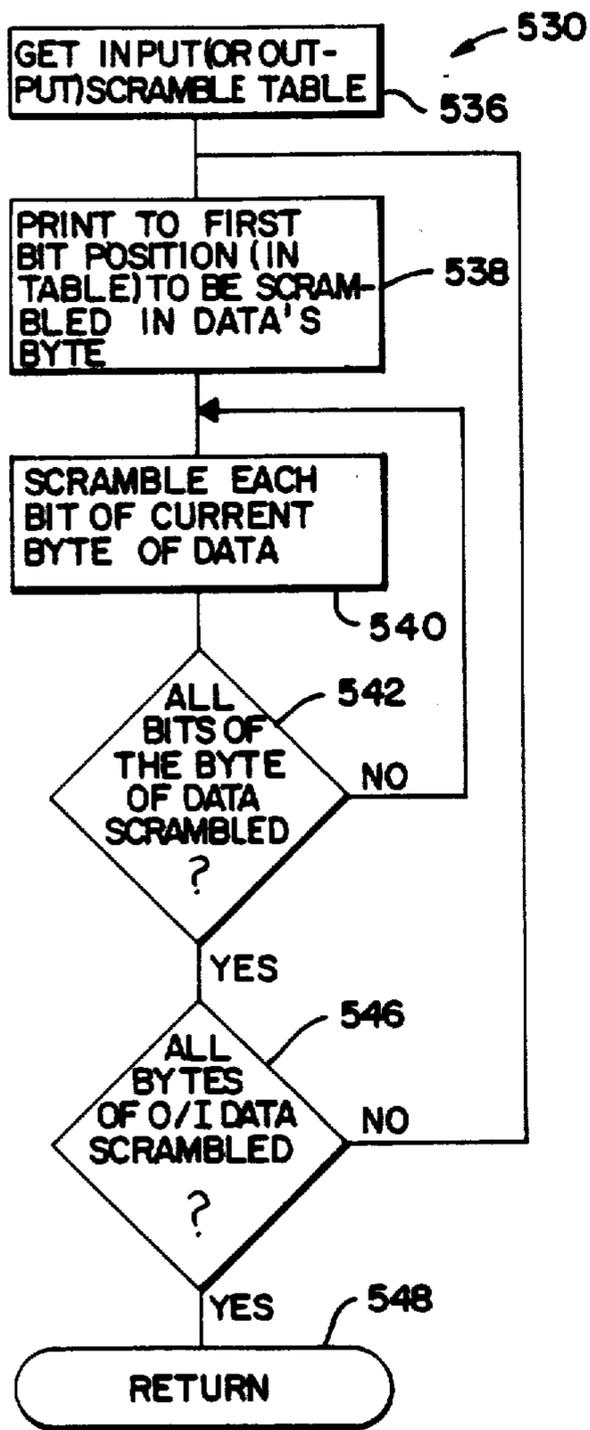 530
GET INPUT(OR OUT-
PUT)SCRAMBLE TABLE
536
PRINT TO FIRST
BIT POSITION (IN
TABLE) TO BE SCRAM-
BLED IN DATA'S
BYTE
538
SCRAMBLE EACH
BIT OF CURRENT
BYTE OF DATA
540
ALL
BITS OF
THE BYTE
OF DATA
SCRAMBLED
?
542
NO
YES
ALL
BYTES
OF O/I DATA
SCRAMBLED
?
546
NO
YES
548
RETURN